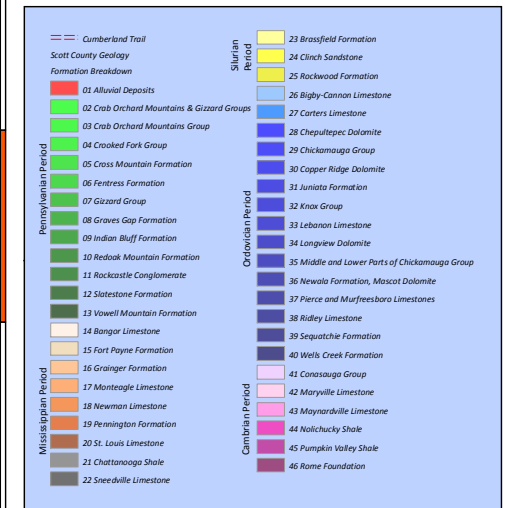 Cumberland Trail
Scott County Geology
Formation Breakdown
Pennsylvanian Period
01 Alluvial Deposits
02 Crab Orchard Mountains & Gizzard Groups
03 Crab Orchard Mountains Group
04 Crooked Fork Group
05 Cross Mountain Formation
06 Fentress Formation
07 Gizzard Group
08 Graves Gap Formation
09 Indian Bluff Formation
10 Redoak Mountain Formation
11 Rockcastle Conglomerate
12 Slatestone Formation
13 Vowell Mountain Formation
Mississippian Period
14 Bangor Limestone
15 Fort Payne Formation
16 Grainger Formation
17 Monteagle Limestone
18 Newman Limestone
19 Pennington Formation
20 St. Louis Limestone
21 Chattanooga Shale
22 Sneedville Limestone
Silurian
Period
23 Brassfield Formation
24 Clinch Sandstone
25 Rockwood Formation
Ordovician Period
26 Bigby-Cannon Limestone
27 Carters Limestone
28 Chepultepec Dolomite
29 Chickamauga Group
30 Copper Ridge Dolomite
31 Juniata Formation
32 Knox Group
33 Lebanon Limestone
34 Longview Dolomite
35 Middle and Lower Parts of Chickamauga Group
36 Newala Formation, Mascot Dolomite
37 Pierce and Murfreesboro Limestones
38 Ridley Limestone
39 Sequatchie Formation
40 Wells Creek Formation
Cambrian Period
41 Conasauga Group
42 Maryville Limestone
43 Maynardville Limestone
44 Nolichucky Shale
45 Pumpkin Valley Shale
46 Rome Foundation